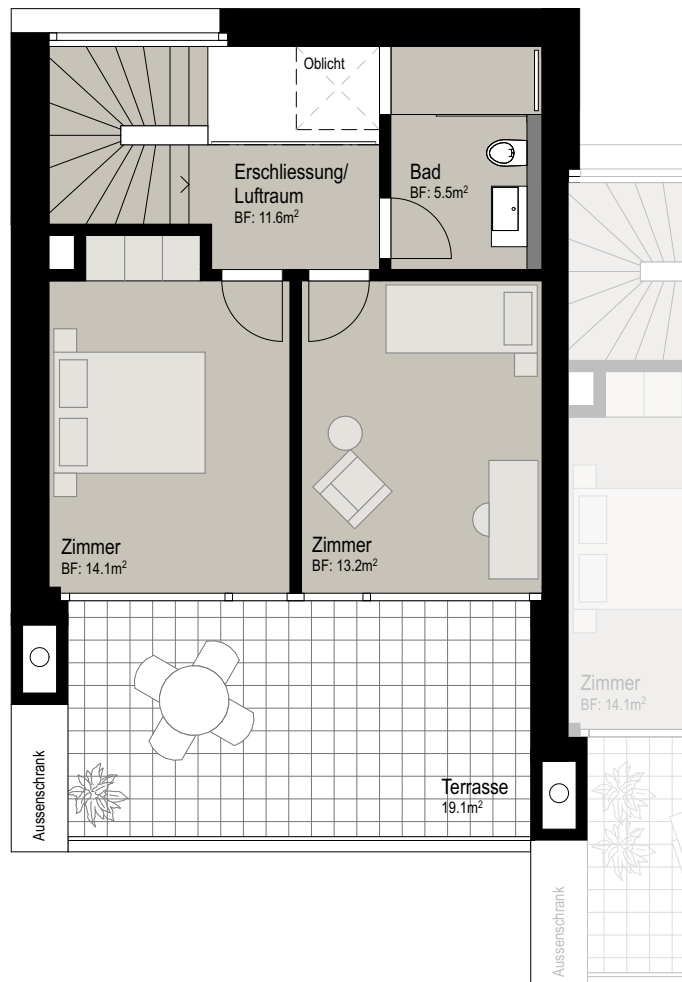 Oblicht
Erschliessung/
Luftraum
BF: 11.6m²
Bad
BF: 5.5m²
Zimmer
BF: 14.1m²
Zimmer
BF: 13.2m²
Zimmer
BF: 14.1m²
Terrasse
19.1m²
Aussenschrank
Aussenschrank